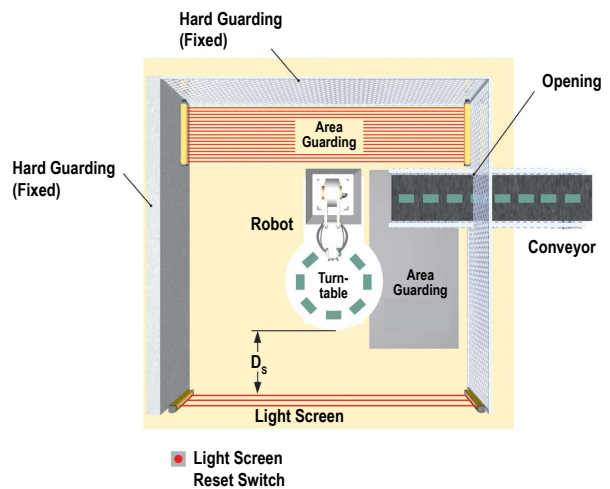 Hard Guarding
(Fixed)
Opening
Area
Guarding
Hard Guarding
(Fixed)
Robot
Conveyor
Turn-
table
Area
Guarding
Ds
Light Screen
Light Screen
Reset Switch